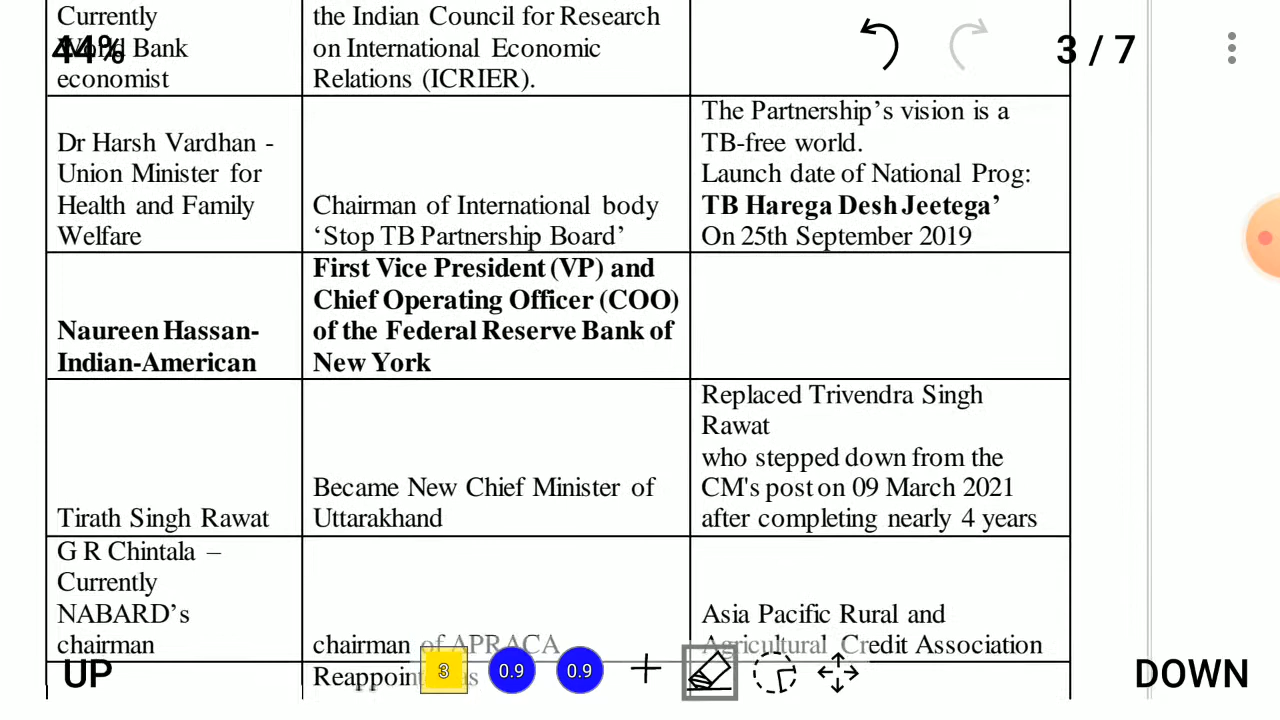 44%
3 / 7
Currently
World Bank
economist
the Indian Council for Research
on International Economic
Relations (ICRIER).
Dr Harsh Vardhan -
Union Minister for
Health and Family
Welfare
Chairman of International body
‘Stop TB Partnership Board’
The Partnership’s vision is a
TB-free world.
Launch date of National Prog:
TB Harega Desh Jeetega’
On 25th September 2019
Naureen Hassan-
Indian-American
First Vice President (VP) and
Chief Operating Officer (COO)
of the Federal Reserve Bank of
New York
Tirath Singh Rawat
Became New Chief Minister of
Uttarakhand
Replaced Trivendra Singh
Rawat
who stepped down from the
CM's post on 09 March 2021
after completing nearly 4 years
G R Chintala –
Currently
NABARD’s
chairman
chairman of APRACA
Asia Pacific Rural and
Agricultural Credit Association
UP
3
0.9
0.9
DOWN